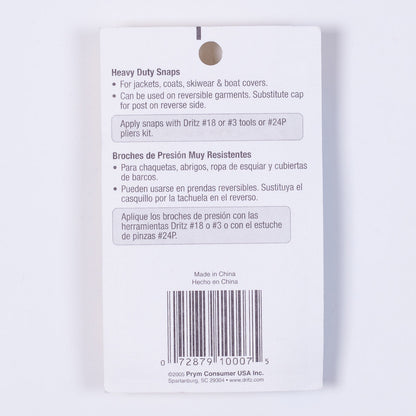 Heavy Duty Snaps
• For jackets, coats, skiwear & boat covers.
• Can be used on reversible garments. Substitute cap
for post on reverse side.
Apply snaps with Dritz #18 or #3 tools or #24P
pliers kit.
Broches de Presión Muy Resistentes
• Para chaquetas, abrigos, ropa de esquiar y cubiertas
de barcos.
• Pueden usarse en prendas reversibles. Sustituya el
casquillo por la tachuela en el reverso.
Aplique los broches de presión con las
herramientas Dritz #18 o #3 o con el estuche
de pinzas #24P.
Made in China
Hecho en China
0 72879 10007 5
©2005 Prym Consumer USA Inc.
Spartanburg, SC 29304 • www.dritz.com